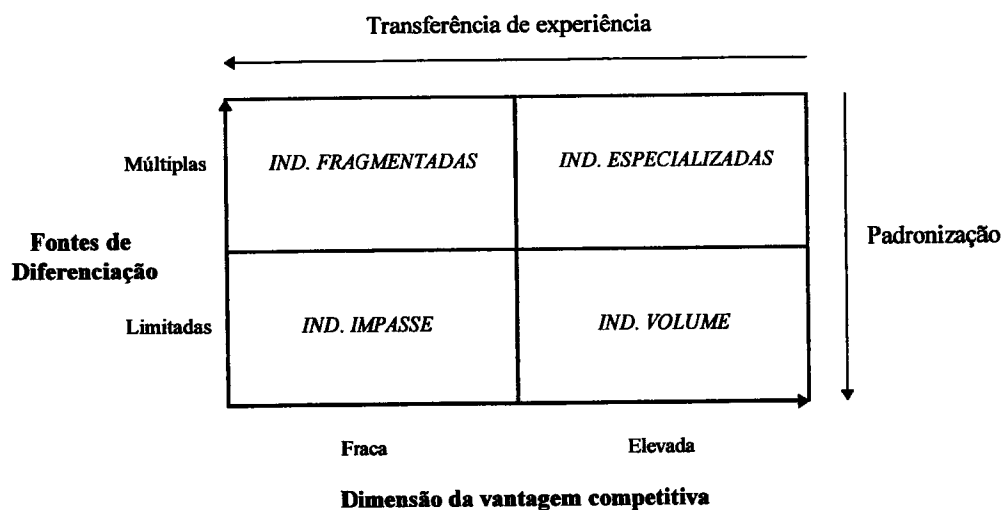 Transferência de experiência
Múltiplas
IND. FRAGMENTADAS
IND. ESPECIALIZADAS
Fontes de
Diferenciação
Padronização
Limitadas
IND. IMPASSE
IND. VOLUME
Fraca
Elevada
Dimensão da vantagem competitiva